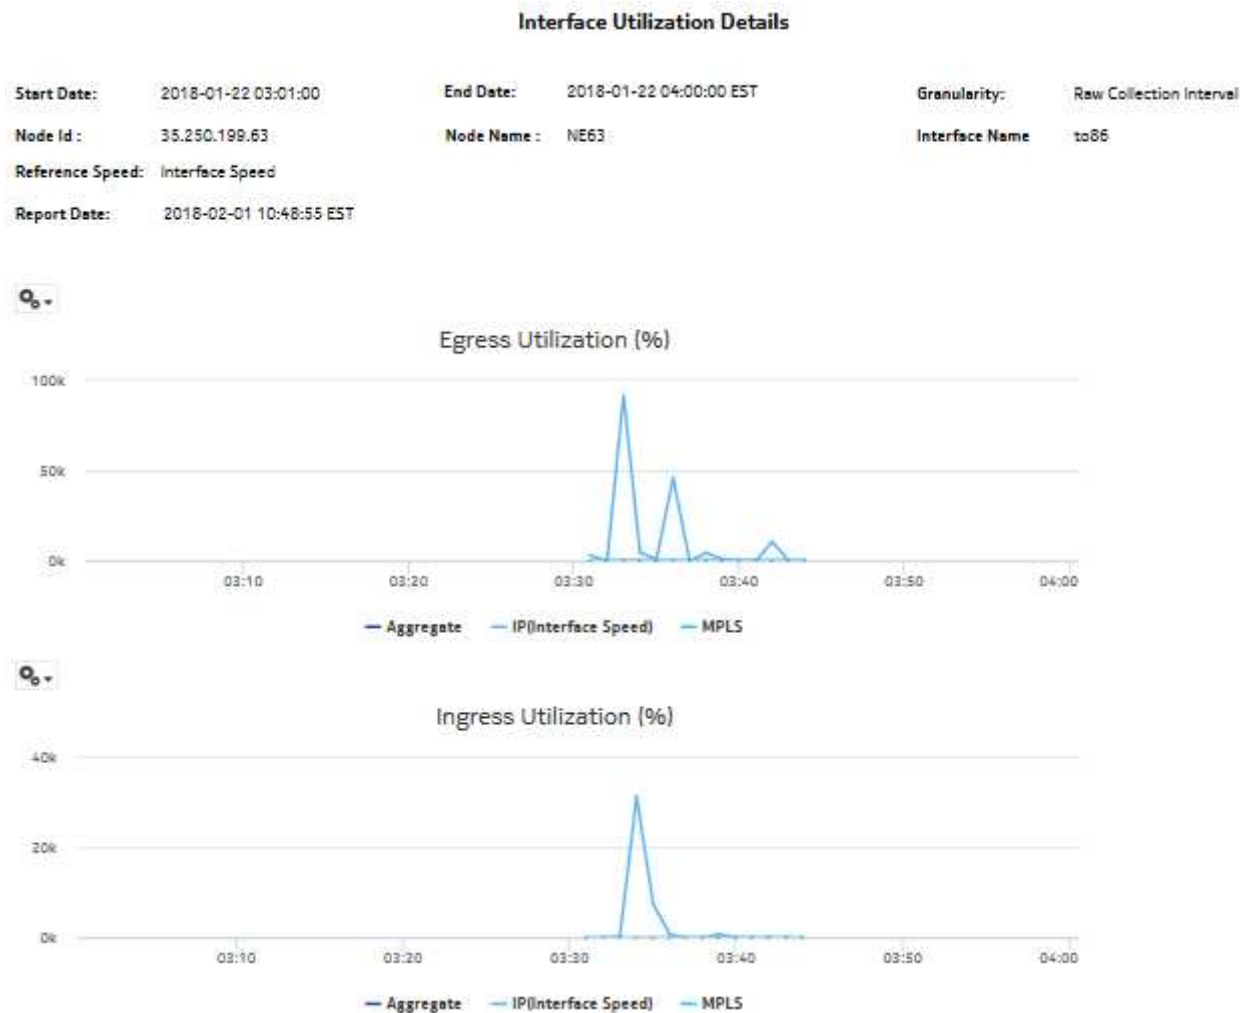 Interface Utilization Details
Start Date: 2018-01-22 03:01:00 End Date: 2018-01-22 04:00:00 EST Granularity: Raw Collection Interval
Node Id : 35.250.199.63 Node Name : NE63 Interface Name to86
Reference Speed: Interface Speed
Report Date: 2018-02-01 10:48:55 EST
Egress Utilization (%)
100k
50k
0k
03:10 03:20 03:30 03:40 03:50 04:00
Aggregate IP(Interface Speed) MPLS
Ingress Utilization (%)
40k
20k
0k
03:10 03:20 03:30 03:40 03:50 04:00
Aggregate IP(Interface Speed) MPLS